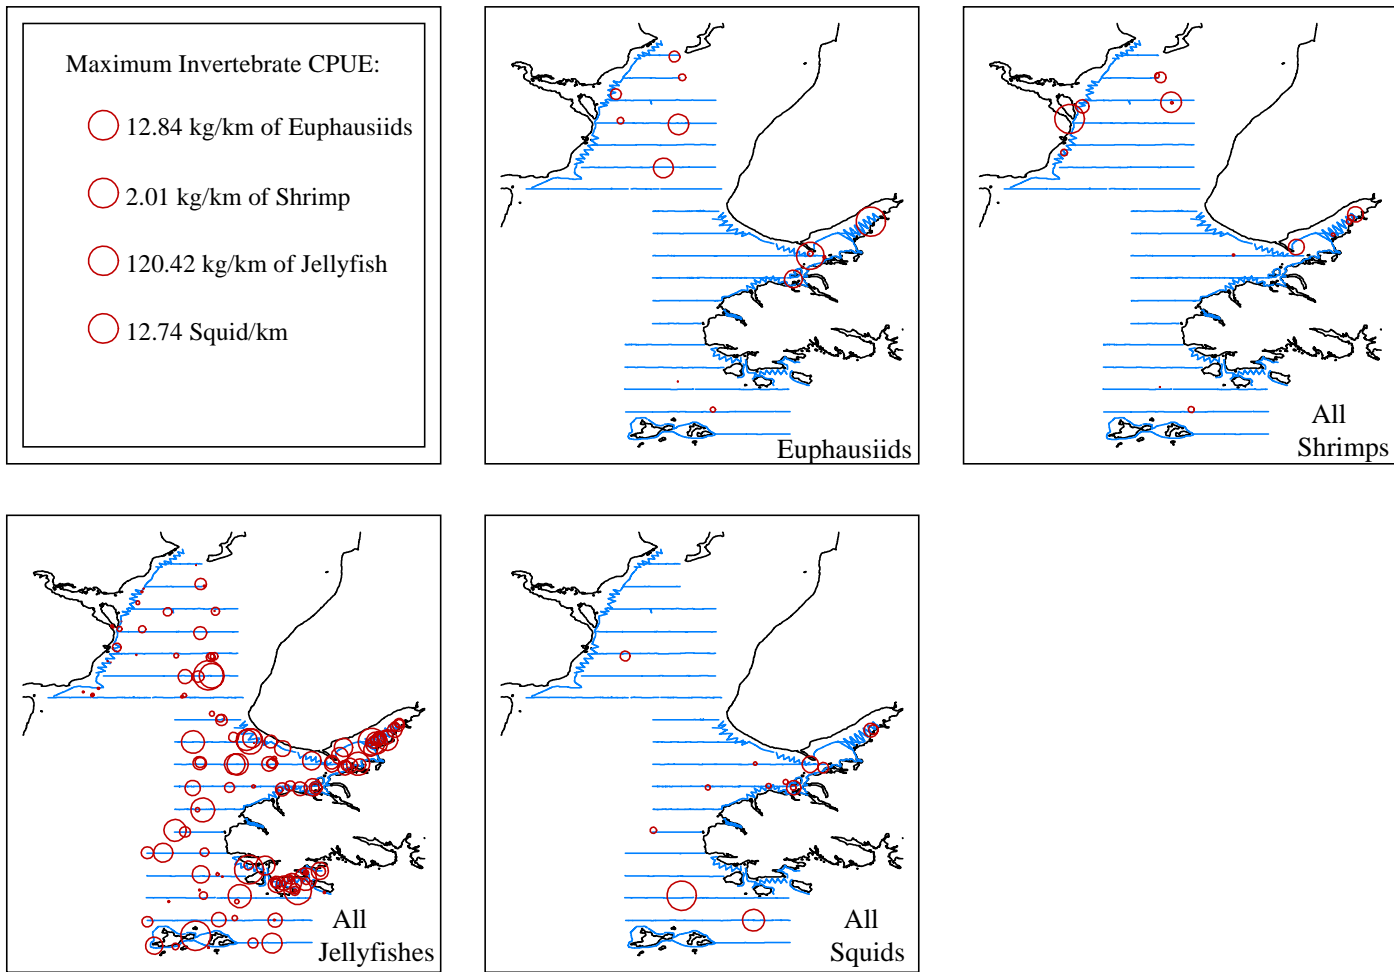 Maximum Invertebrate CPUE:
12.84 kg/km of Euphausiids
2.01 kg/km of Shrimp
120.42 kg/km of Jellyfish
12.74 Squid/km
Euphausiids
All
Shrimps
All
Jellyfishes
All
Squids